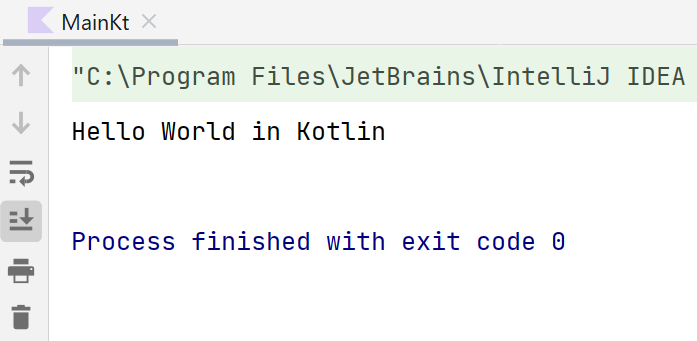 MainKt
"C:\Program Files\JetBrains\IntelliJ IDEA
Hello World in Kotlin
Process finished with exit code 0